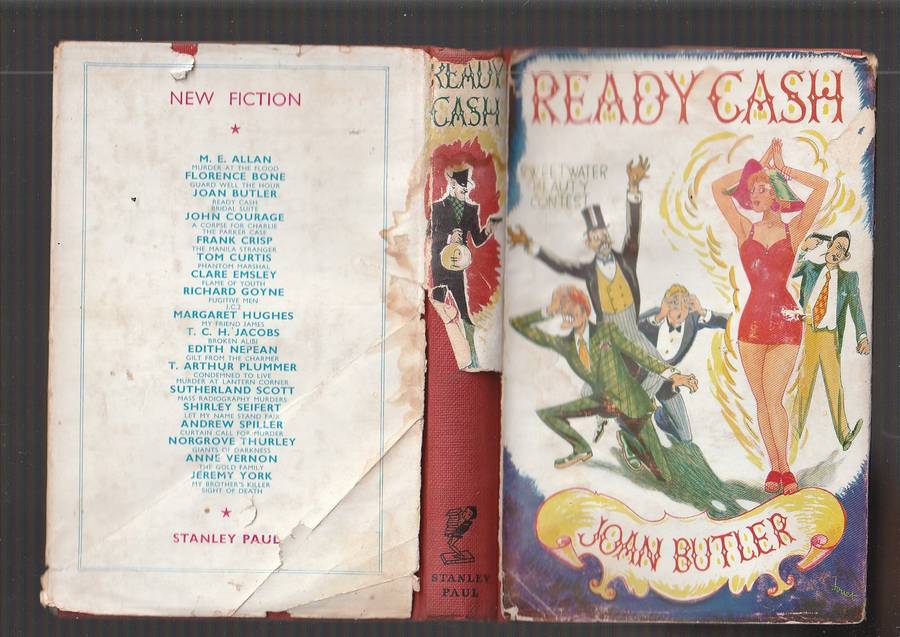 NEW FICTION
M. E. ALLAN
MURDER AT THE FLOOD
FLORENCE BONE
GUARD WELL THE HOUR
JOAN BUTLER
READY CASH
BRIDAL SUITE
JOHN COURAGE
A CORPSE FOR CHARLIE
THE PARKER CASE
FRANK CRISP
THE MANILA STRANGER
TOM CURTIS
PHANTOM MARSHAL
CLARE EMSLEY
FLAME OF YOUTH
RICHARD GOYNE
FUGITIVE MEN
MARGARET HUGHES
MY FRIEND JAMES
T. C. H. JACOBS
BROKEN ALIBI
EDITH NEPEAN
GILT FROM THE CHARMER
T. ARTHUR PLUMMER
CONDEMNED TO LIVE
MURDER AT LANTERN CORNER
SUTHERLAND SCOTT
MASS RADIOGRAPHY MURDERS
SHIRLEY SEIFERT
LET MY NAME STAND FAIR
ANDREW SPILLER
CURTAIN CALL FOR MURDER
NORGROVE THURLEY
GIANTS OF DARKNESS
ANNE VERNON
THE GOLD FAMILY
JEREMY YORK
MY BROTHER'S KILLER
SIGHT OF DEATH
STANLEY PAUL
READY
CASH
STANLEY
PAUL
READY CASH
SWEETWATER
BEAUTY
CONTEST
JOAN BUTLER